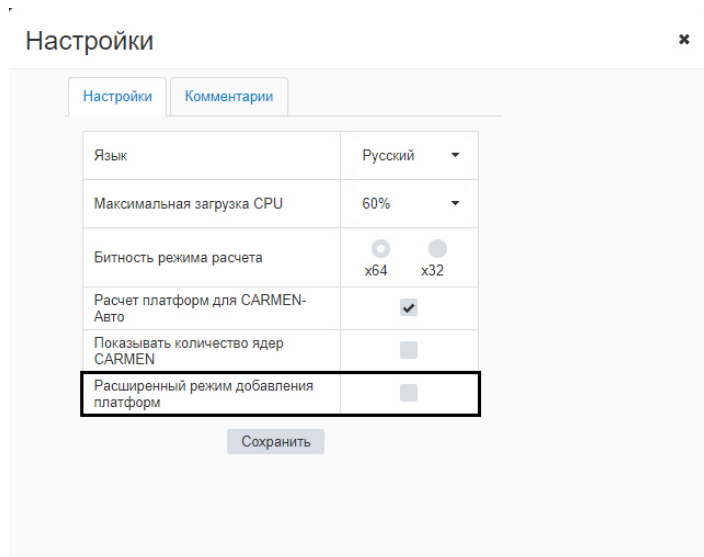 Настройки
Настройки Комментарии
Язык Русский
Максимальная загрузка CPU 60%
Битность режима расчета x64 x32
Расчет платформ для CARMEN-
Авто
Показывать количество ядер
CARMEN
Расширенный режим добавления
платформ
Сохранить